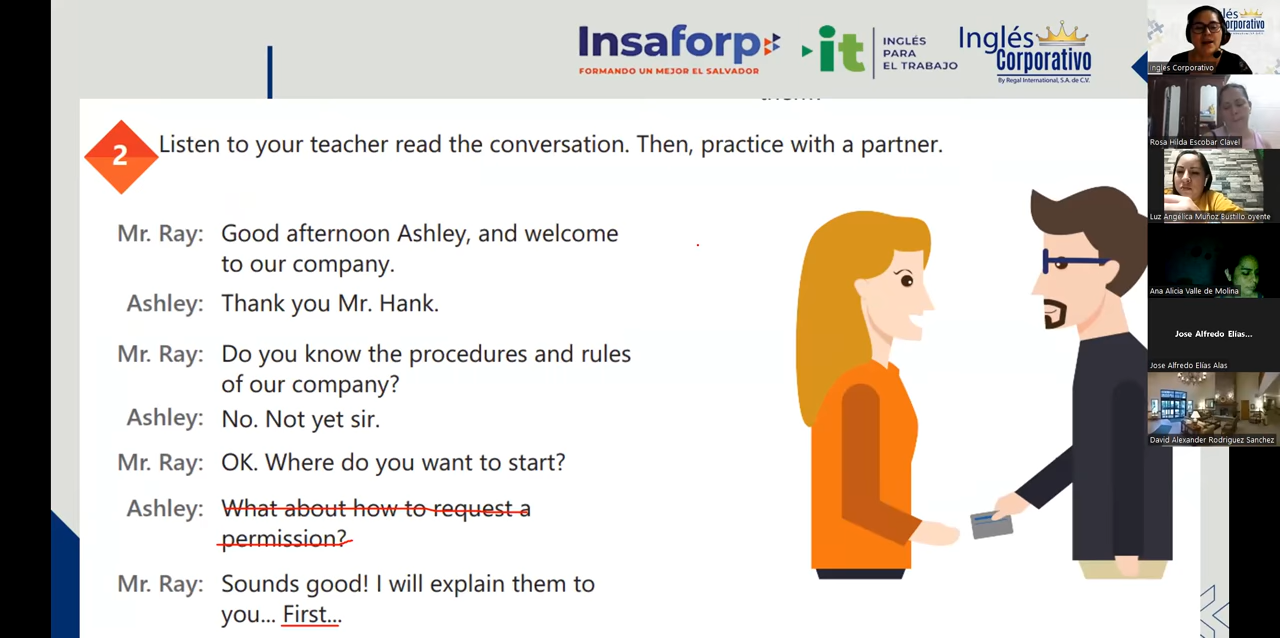 Insaforp
FORMANDO UN MEJOR EL SALVADOR
it
INGLÉS
PARA
EL TRABAJO
Inglés
Corporativo
By Regal International, S.A. de C.V.
2
Listen to your teacher read the conversation. Then, practice with a partner.
Mr. Ray: Good afternoon Ashley, and welcome
to our company.
Ashley: Thank you Mr. Hank.
Mr. Ray: Do you know the procedures and rules
of our company?
Ashley: No. Not yet sir.
Mr. Ray: OK. Where do you want to start?
Ashley: What about how to request a
permission?
Mr. Ray: Sounds good! I will explain them to
you... First...
Inglés Corporativo
Rosa Hilda Escobar Clavel
Luz Angélica Muñoz Bustillo oyente
Ana Alicia Valle de Molina
Jose Alfredo Elías...
Jose Alfredo Elías Alas
David Alexander Rodriguez Sanchez